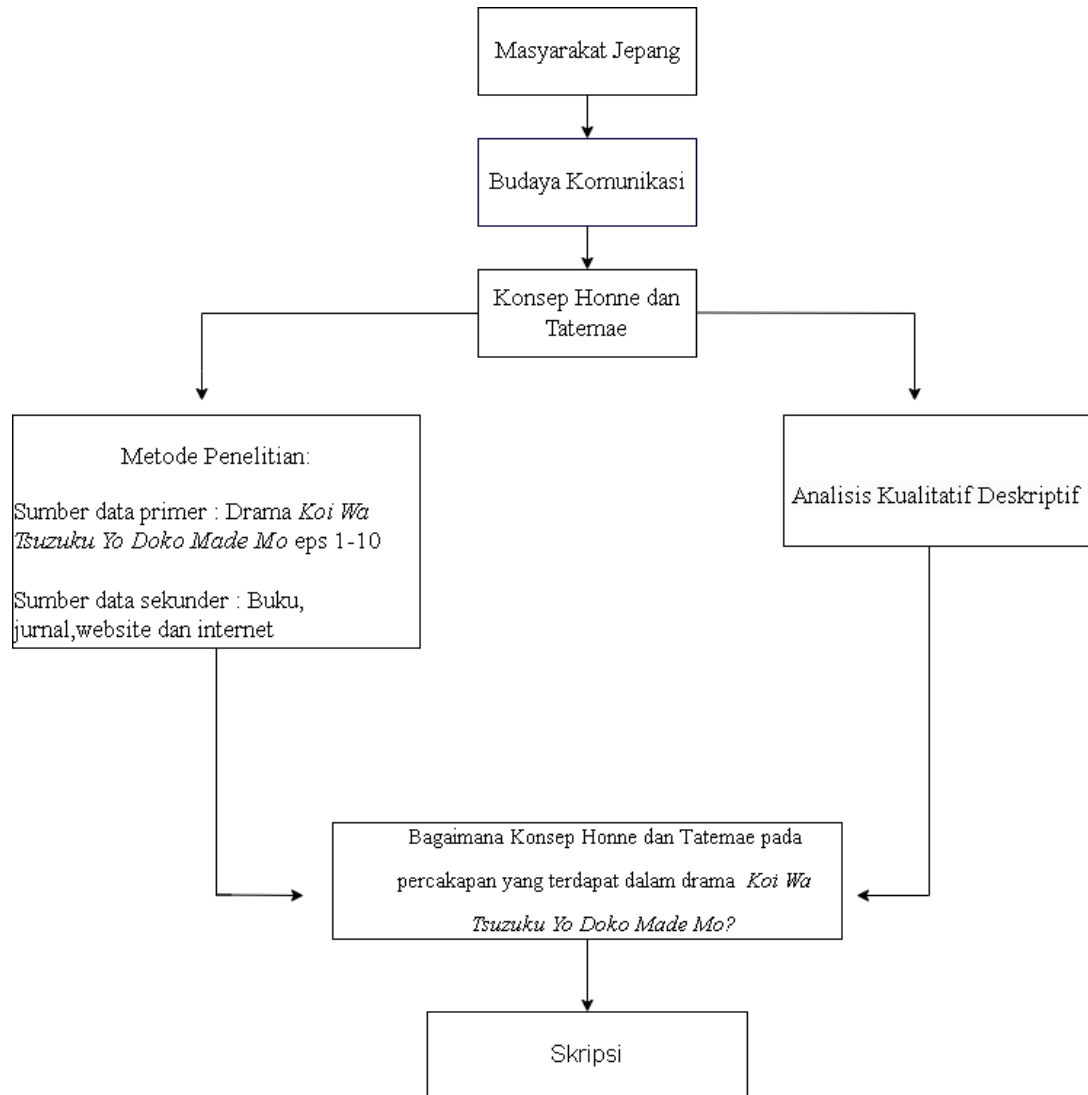 Masyarakat Jepang
Budaya Komunikasi
Konsep Honne dan
Tatemae
Metode Penelitian:
Sumber data primer : Drama Koi Wa
Tsuzuku Yo Doko Made Mo eps 1-10
Sumber data sekunder : Buku,
jurnal,website dan internet
Analisis Kualitatif Deskriptif
Bagaimana Konsep Honne dan Tatemae pada
percakapan yang terdapat dalam drama Koi Wa
Tsuzuku Yo Doko Made Mo?
Skripsi